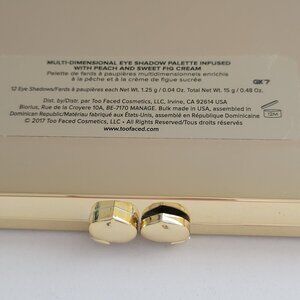 MULTI-DIMENSIONAL EYE SHADOW PALETTE INFUSED
WITH PEACH AND SWEET FIG CREAM
Palette de fards à paupières multidimensionnels enrichis
à la pêche et à la crème de figue douce
GK7
12 Eye Shadows/Fards à paupières each Net Wt. 1.25 g / 0.04 Oz. Total Net Wt. 15 g / 0.48 Oz.
Dist. by/par: Too Faced Cosmetics, LLC, Irvine, CA 92614 USA
Biorius, Rue de la Corre 10A, BE-7170 MANAGE. Bulk made in USA, assembled in
Dominican Republic/Matériau fabriqué aux États-Unis, assemblé en République Dominicaine
© 2017 Too Faced Cosmetics, LLC • All Rights Reserved/Tous droits réservés
www.toofaced.com
12M